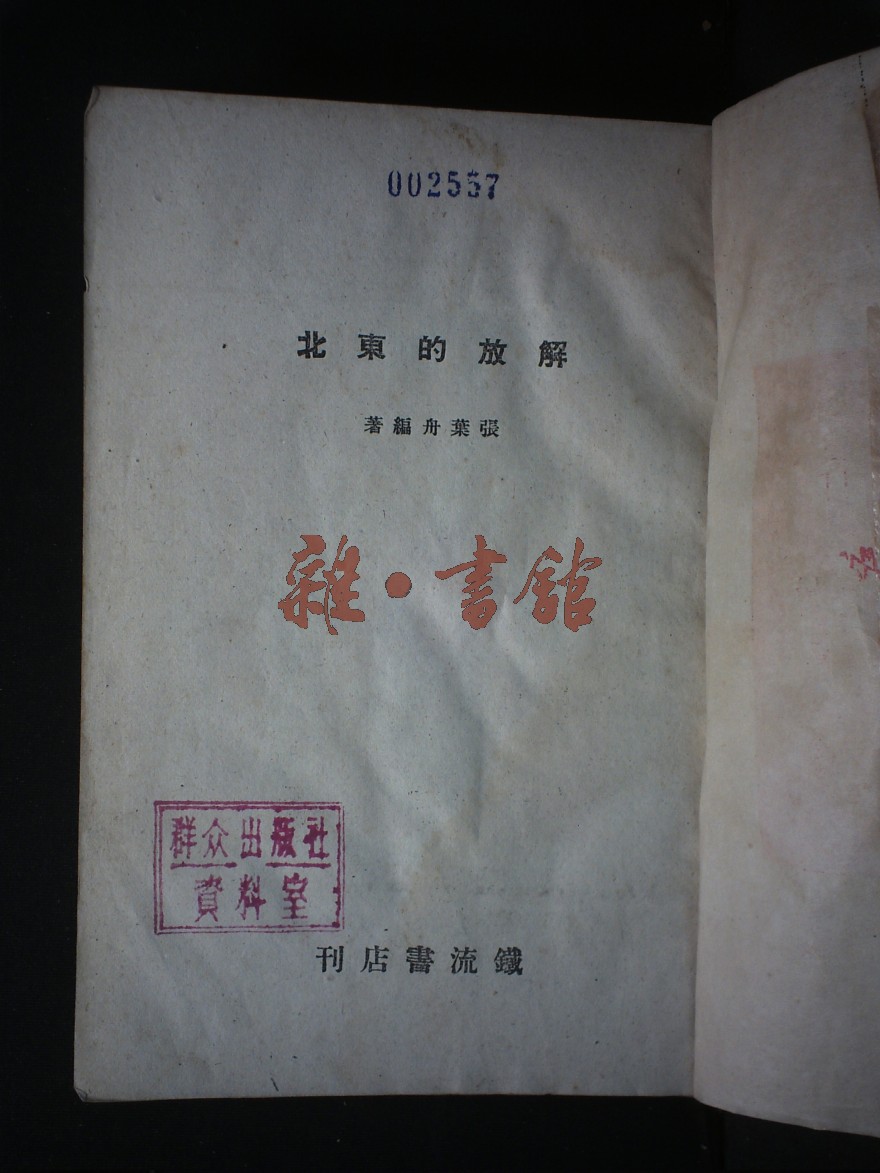 002557
解放的東北
張葉舟編著
雜·書館
群众出版社
資料室
鐵流書店刊